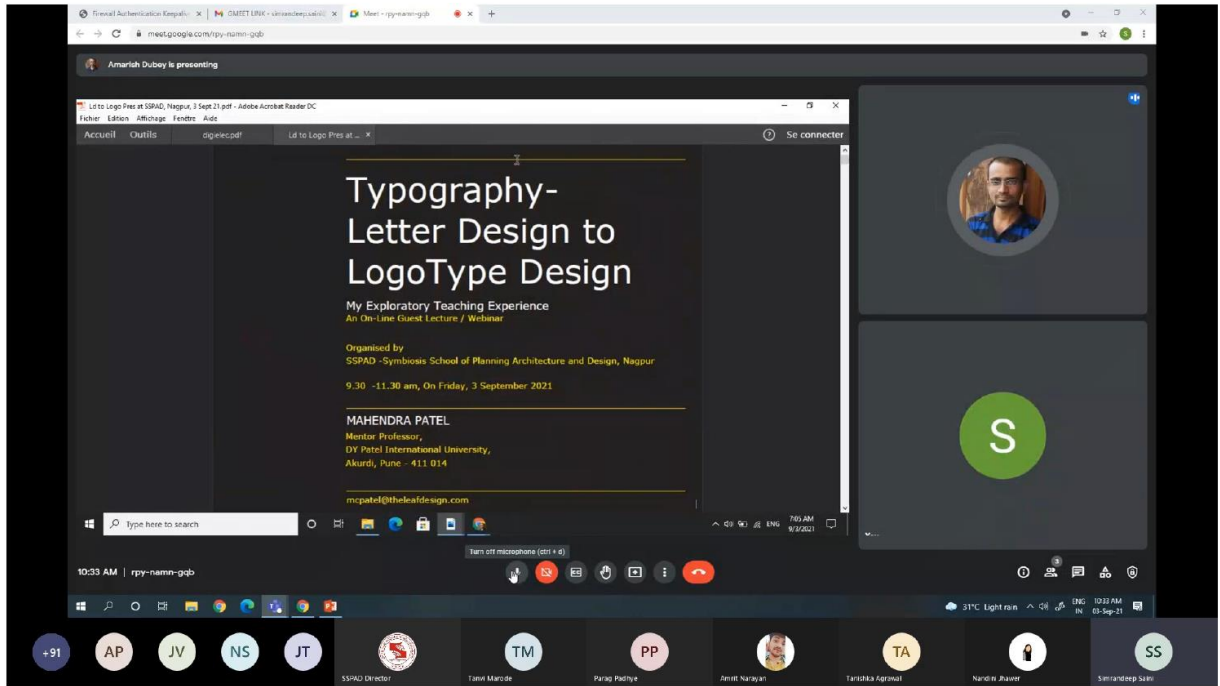 Firewall Authentication Keepaliv
GMEET LINK - simrandeep.saini@
Meet - rpy-namn-gqb
meet.google.com/rpy-namn-gqb
S
Amarish Dubey is presenting
Ld to Logo Pres at SSPAD, Nagpur, 3 Sept 21.pdf - Adobe Acrobat Reader DC
Fichier Edition Affichage Fenêtre Aide
Accueil Outils digielec.pdf Ld to Logo Pres at ... × Se connecter
Typography-
Letter Design to
LogoType Design
My Exploratory Teaching Experience
An On-Line Guest Lecture / Webinar
Organised by
SSPAD -Symbiosis School of Planning Architecture and Design, Nagpur
9.30 -11.30 am, On Friday, 3 September 2021
MAHENDRA PATEL
Mentor Professor,
DY Patel International University,
Akurdi, Pune - 411 014
mcpatel@theleafdesign.com
S
Type here to search
ENG
7:05 AM
9/3/2021
Turn off microphone (ctrl + d)
10:33 AM | rpy-namn-gqb
3
31°C Light rain
ENG
IN
10:33 AM
03-Sep-21
+91
AP
JV
NS
JT
SSPAD Director
TM
Tanvi Marode
PP
Parag Padhye
Amrit Narayan
TA
Tanishka Agrawal
Nandini Jhawer
SS
Simrandeep Saini